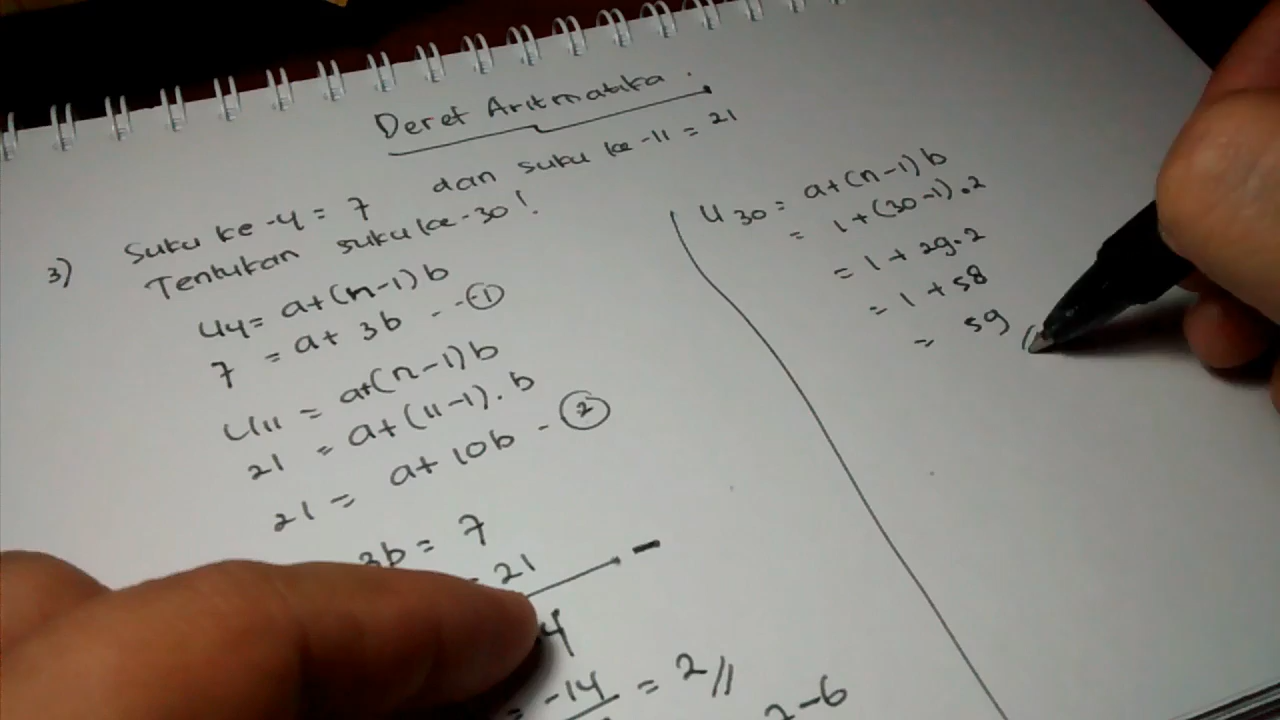 Deret Aritmatika.
3) Suku ke-4 = 7 dan suku ke-11 = 21
Tentukan suku ke-30!
U4 = a+(n-1)b
7 = a+ 3b --①
U11 = a+(n-1)b
21 = a+(11-1).b
21 = a+ 10b - ②
3b = 7
21 -
= -14 = 2//
-6
U30 = a+(n-1)b
= 1+(30-1).2
= 1+29.2
= 1+58
= 59